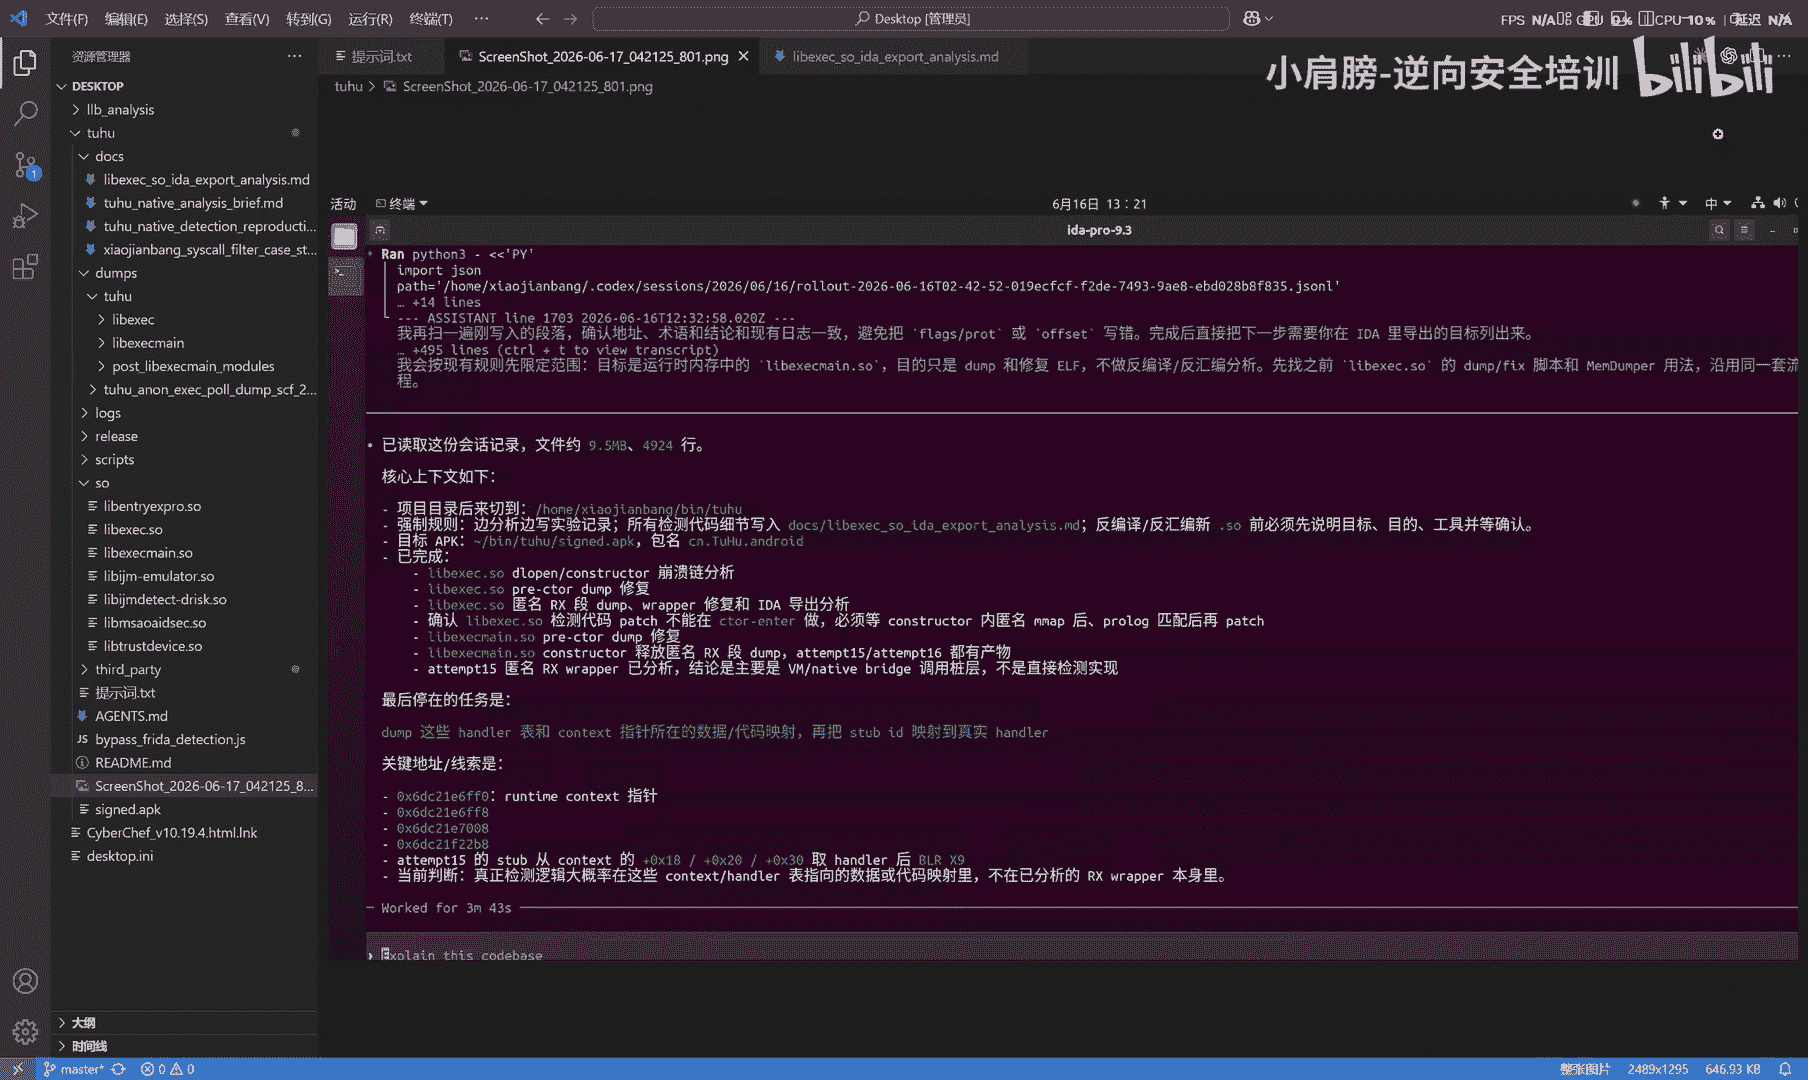 文件(F) 编辑(E) 选择(S) 查看(V) 转到(G) 运行(R) 终端(T) ··· Desktop [管理员]
FPS N/A GPU 0% CPU 10% 延迟 N/A
资源管理器 ···
提示词.txt ScreenShot_2026-06-17_042125_801.png libexec_so_ida_export_analysis.md
小肩膀-逆向安全培训 bilibili
tuhu > ScreenShot_2026-06-17_042125_801.png
DESKTOP
llb_analysis
tuhu
docs
libexec_so_ida_export_analysis.md
tuhu_native_analysis_brief.md
tuhu_native_detection_reproducti...
xiaojianbang_syscall_filter_case_st...
dumps
tuhu
libexec
libexecmain
post_libexecmain_modules
tuhu_anon_exec_poll_dump_scf_2...
logs
release
scripts
so
libentryexpro.so
libexec.so
libexecmain.so
libijm-emulator.so
libijmdetect-drisk.so
libmsaoaidsec.so
libtrustdevice.so
third_party
提示词.txt
AGENTS.md
JS bypass_frida_detection.js
README.md
ScreenShot_2026-06-17_042125_8...
signed.apk
CyberChef_v10.19.4.html.lnk
desktop.ini
大纲
时间线
活动 终端 6月16日 13：21 中
ida-pro-9.3
• Ran python3 - <<'PY'
import json
path='/home/xiaojianbang/.codex/sessions/2026/06/16/rollout-2026-06-16T02-42-52-019ecfcf-f2de-7493-9ae8-ebd028b8f835.jsonl'
… +14 lines
--- ASSISTANT line 1703 2026-06-16T12:32:58.020Z ---
我再扫一遍刚写入的段落，确认地址、术语和结论和现有日志一致，避免把 `flags/prot` 或 `offset` 写错。完成后直接把下一步需要你在 IDA 里导出的目标列出来。
… +495 lines (ctrl + t to view transcript)
我会按现有规则先限定范围：目标是运行时内存中的 `libexecmain.so`，目的只是 dump 和修复 ELF，不做反编译/反汇编分析。先找之前 `libexec.so` 的 dump/fix 脚本和 MemDumper 用法，沿用同一套流
程。
• 已读取这份会话记录，文件约 9.5MB、4924 行。
核心上下文如下：
- 项目目录后来切到：/home/xiaojianbang/bin/tuhu
- 强制规则：边分析边写实验记录；所有检测代码细节写入 docs/libexec_so_ida_export_analysis.md；反编译/反汇编新 .so 前必须先说明目标、目的、工具并等确认。
- 目标 APK：~/bin/tuhu/signed.apk，包名 cn.TuHu.android
- 已完成：
- libexec.so dlopen/constructor 崩溃链分析
- libexec.so pre-ctor dump 修复
- libexec.so 匿名 RX 段 dump、wrapper 修复和 IDA 导出分析
- 确认 libexec.so 检测代码 patch 不能在 ctor-enter 做，必须等 constructor 内匿名 mmap 后、prolog 匹配后再 patch
- libexecmain.so pre-ctor dump 修复
- libexecmain.so constructor 释放匿名 RX 段 dump，attempt15/attempt16 都有产物
- attempt15 匿名 RX wrapper 已分析，结论是主要是 VM/native bridge 调用桩层，不是直接检测实现
最后停在的任务是：
dump 这些 handler 表和 context 指针所在的数据/代码映射，再把 stub id 映射到真实 handler
关键地址/线索是：
- 0x6dc21e6ff0：runtime context 指针
- 0x6dc21e6ff8
- 0x6dc21e7008
- 0x6dc21f22b8
- attempt15 的 stub 从 context 的 +0x18 / +0x20 / +0x30 取 handler 后 BLR X9
- 当前判断：真正检测逻辑大概率在这些 context/handler 表指向的数据或代码映射里，不在已分析的 RX wrapper 本身里。
─ Worked for 3m 43s
› Explain this codebase
1
master* 0 0 整张图片 2489x1295 646.93 KB